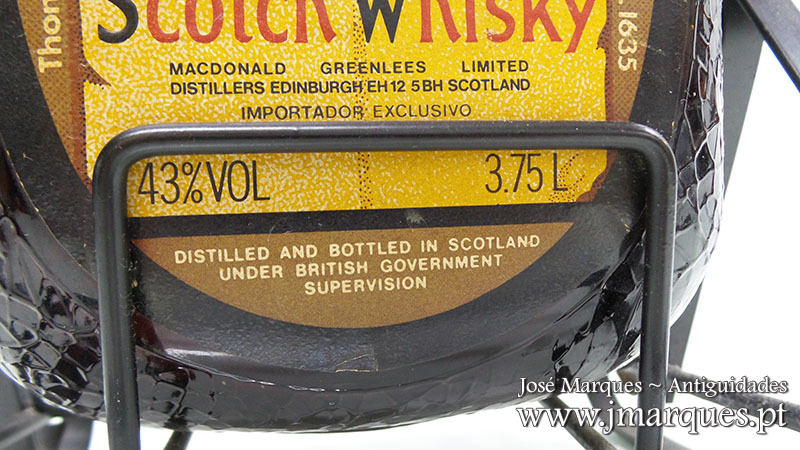 Scotch Whisky
Thom
1635
MACDONALD GREENLEES LIMITED
DISTILLERS EDINBURGH EH12 5BH SCOTLAND
IMPORTADOR EXCLUSIVO
43% VOL
3.75 L
DISTILLED AND BOTTLED IN SCOTLAND
UNDER BRITISH GOVERNMENT
SUPERVISION
José Marques ~ Antiguidades
www.jmarques.pt